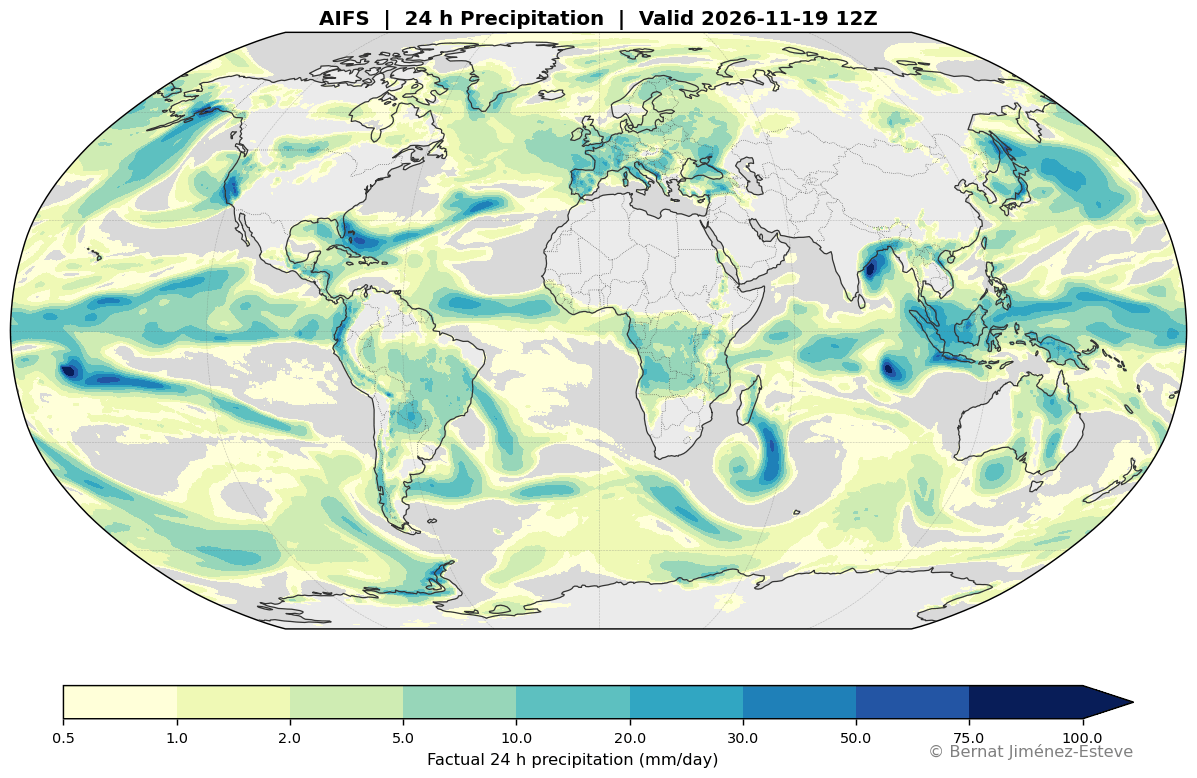 AIFS | 24 h Precipitation | Valid 2026-11-19 12Z
0.5 1.0 2.0 5.0 10.0 20.0 30.0 50.0 75.0 100.0
Factual 24 h precipitation (mm/day)
© Bernat Jiménez-Esteve